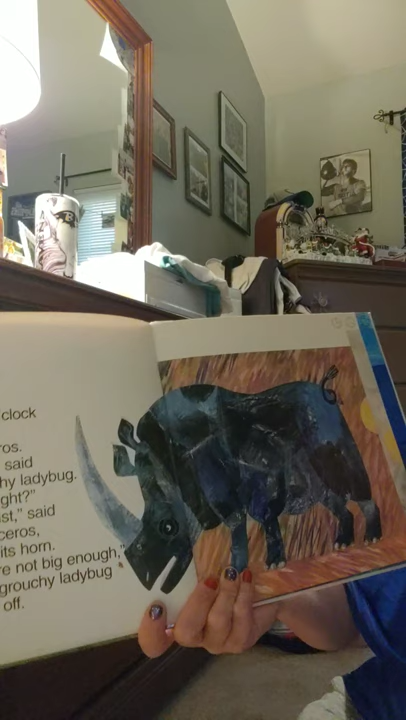 'clock
ros.
said
hy ladybug.
ght?"
st," said
ceros,
its horn.
re not big enough,"
grouchy ladybug
off.